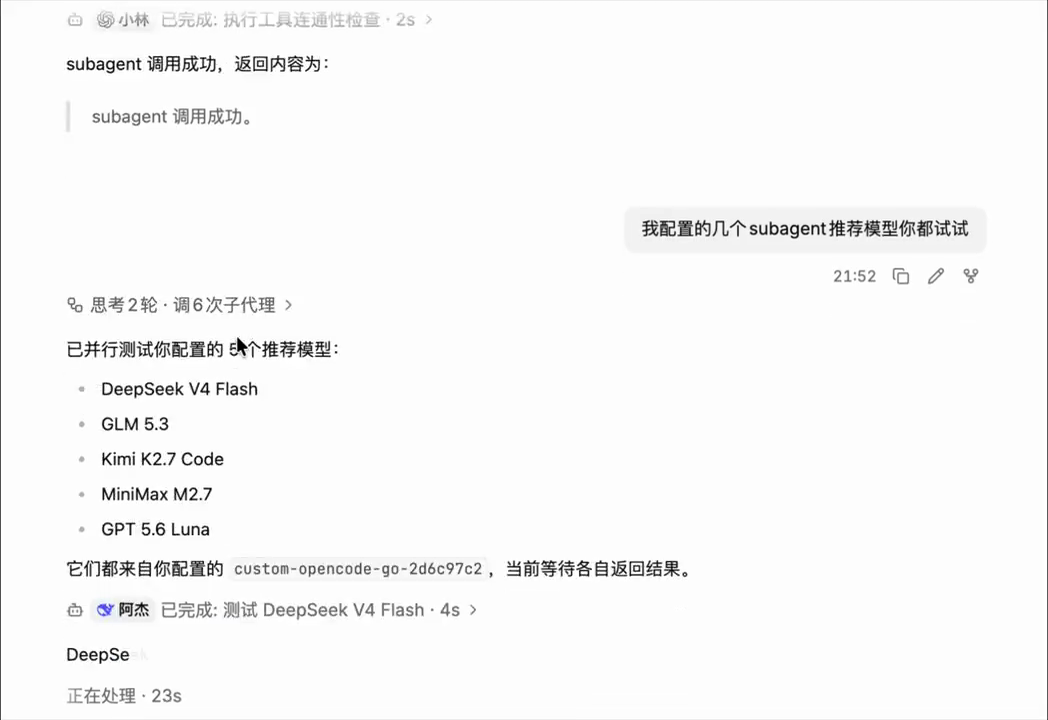 小林 已完成: 执行工具连通性检查 · 2s
subagent 调用成功，返回内容为：
subagent 调用成功。
我配置的几个subagent推荐模型你都试试
21:52
思考2轮 · 调6次子代理
已并行测试你配置的 5个推荐模型：
DeepSeek V4 Flash
GLM 5.3
Kimi K2.7 Code
MiniMax M2.7
GPT 5.6 Luna
它们都来自你配置的 custom-opencode-go-2d6c97c2，当前等待各自返回结果。
阿杰 已完成: 测试 DeepSeek V4 Flash · 4s
DeepSeek
正在处理 · 23s